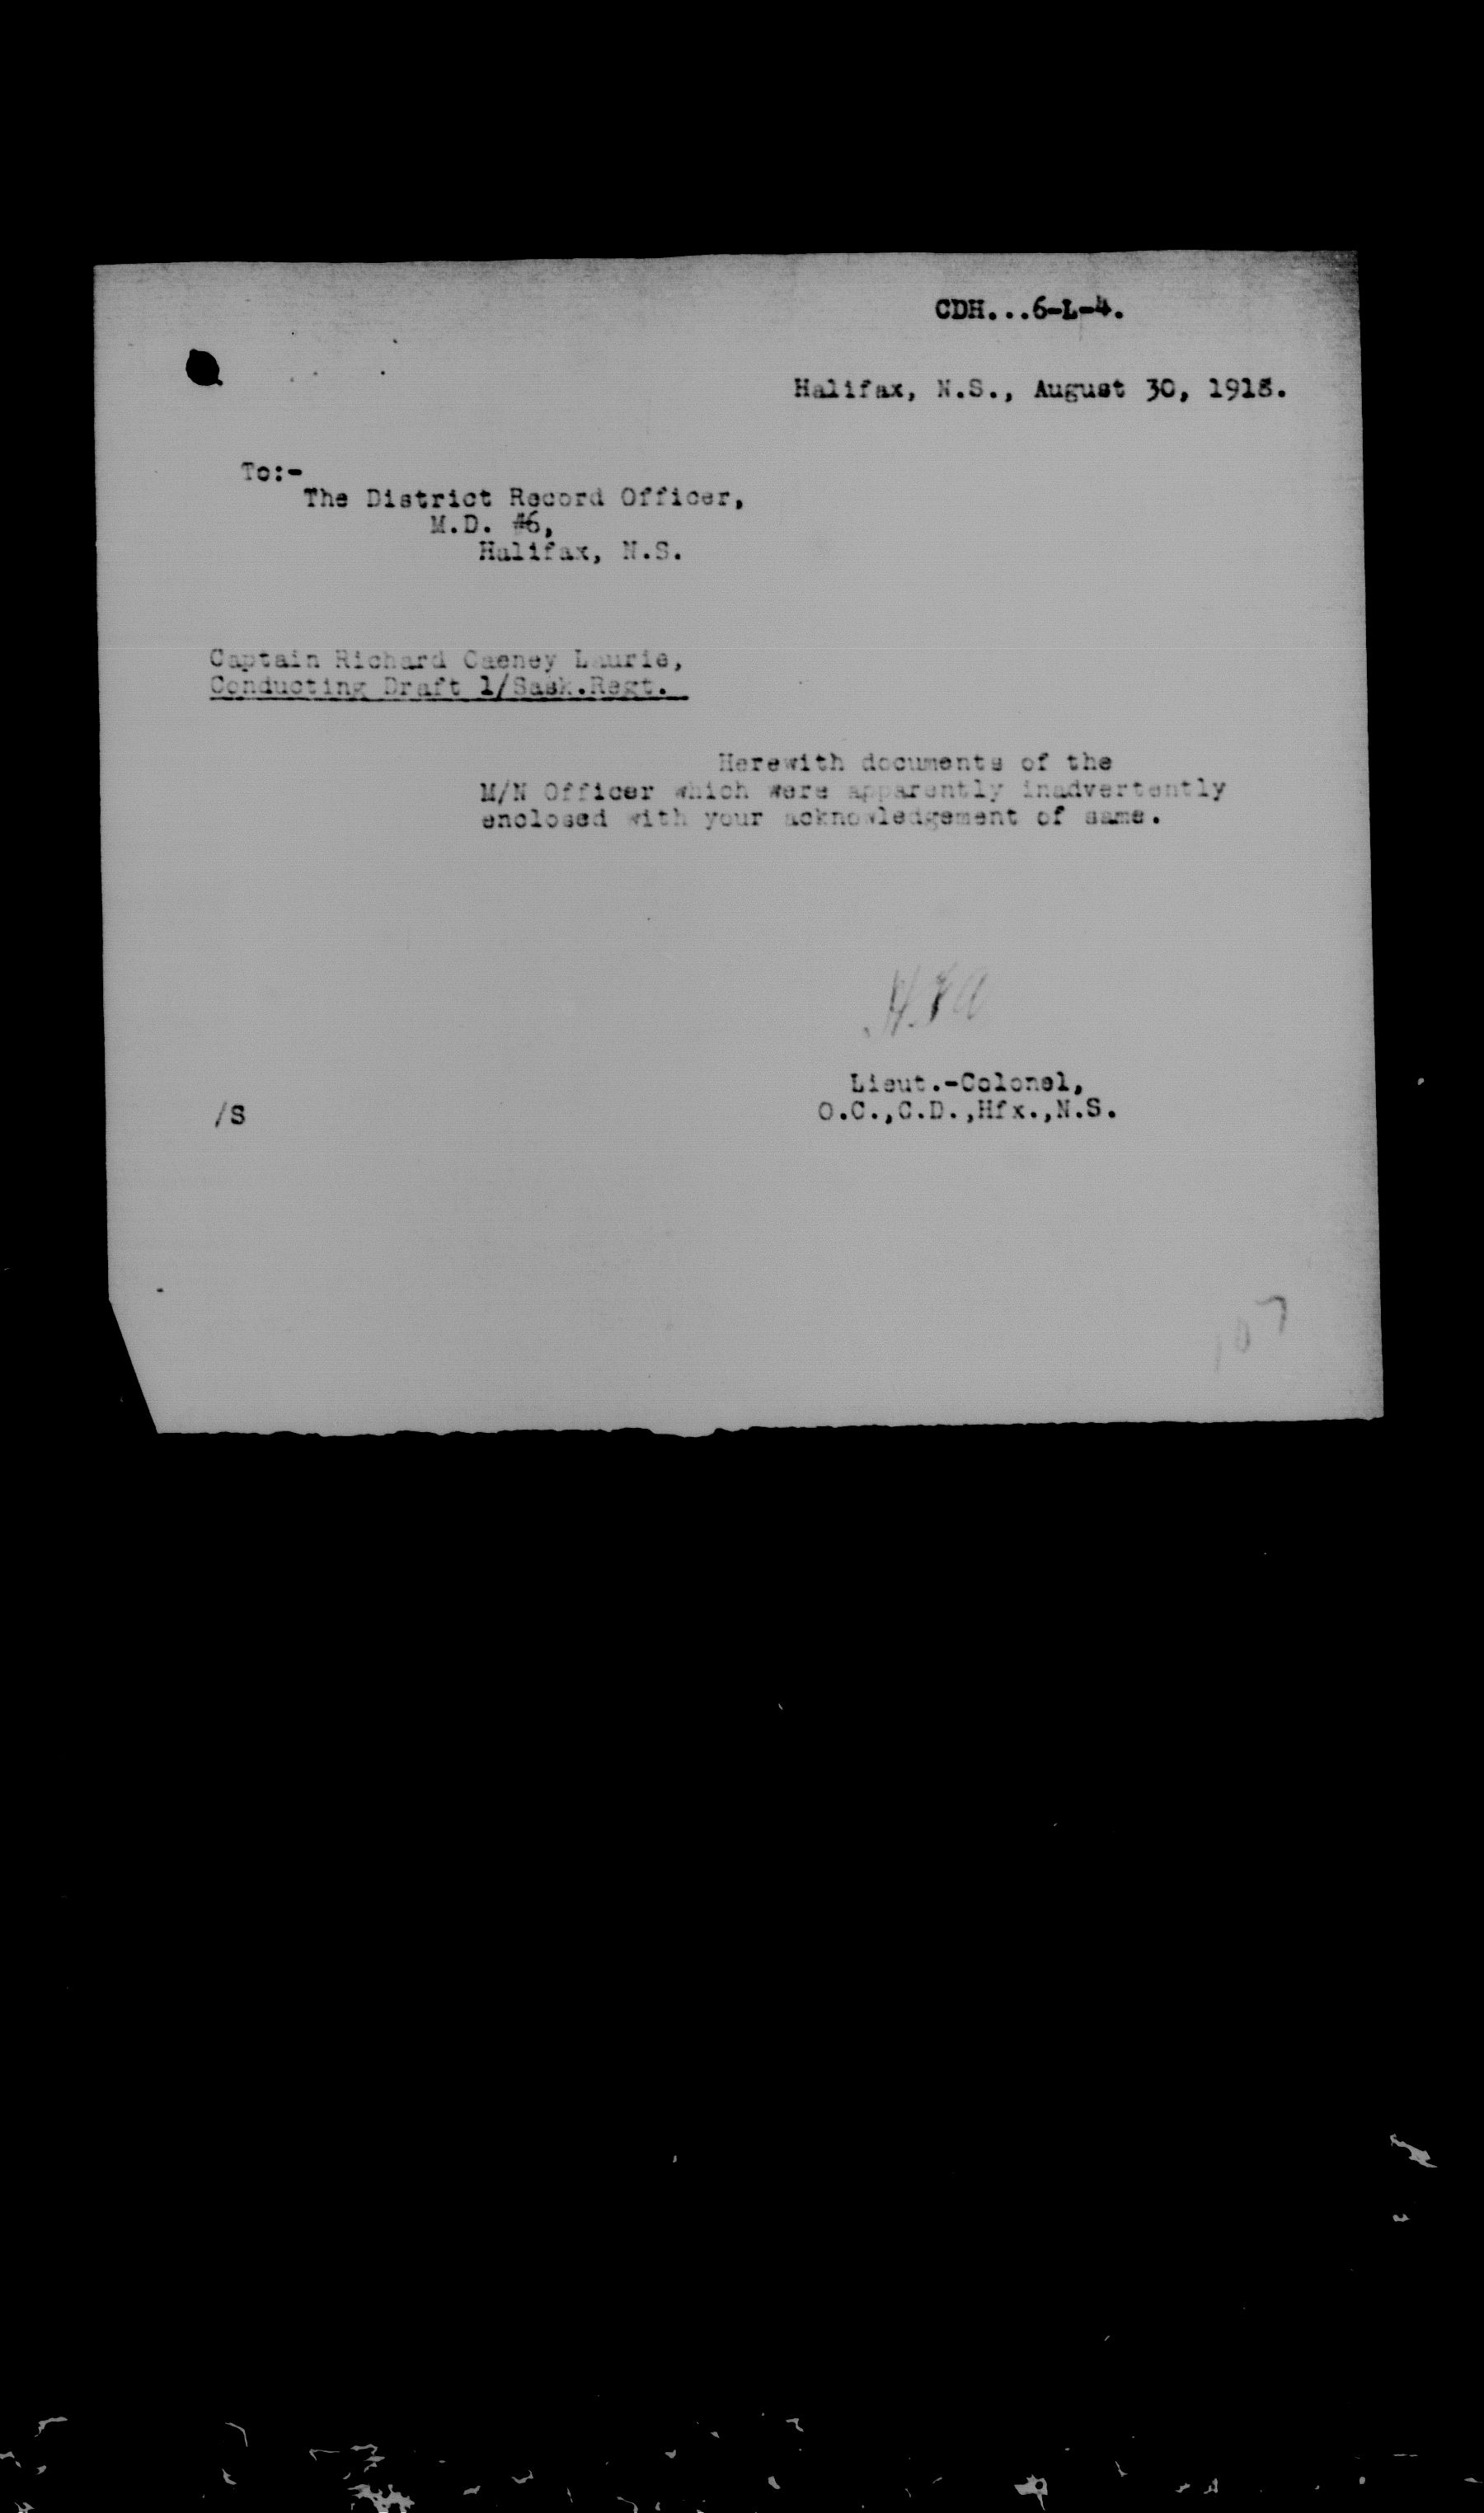 CDH...6-L-4.
Halifax, N.S., August 30, 1918.
To:-
The District Record Officer,
M.D. #6,
Halifax, N.S.
Captain Richard Caeney Laurie,
Conducting Draft 1/Sask.Regt.
Herewith documents of the
M/N Officer which were apparently inadvertently
enclosed with your acknowledgement of same.
Lieut.-Colonel,
/S O.C.,C.D.,Hfx.,N.S.
107